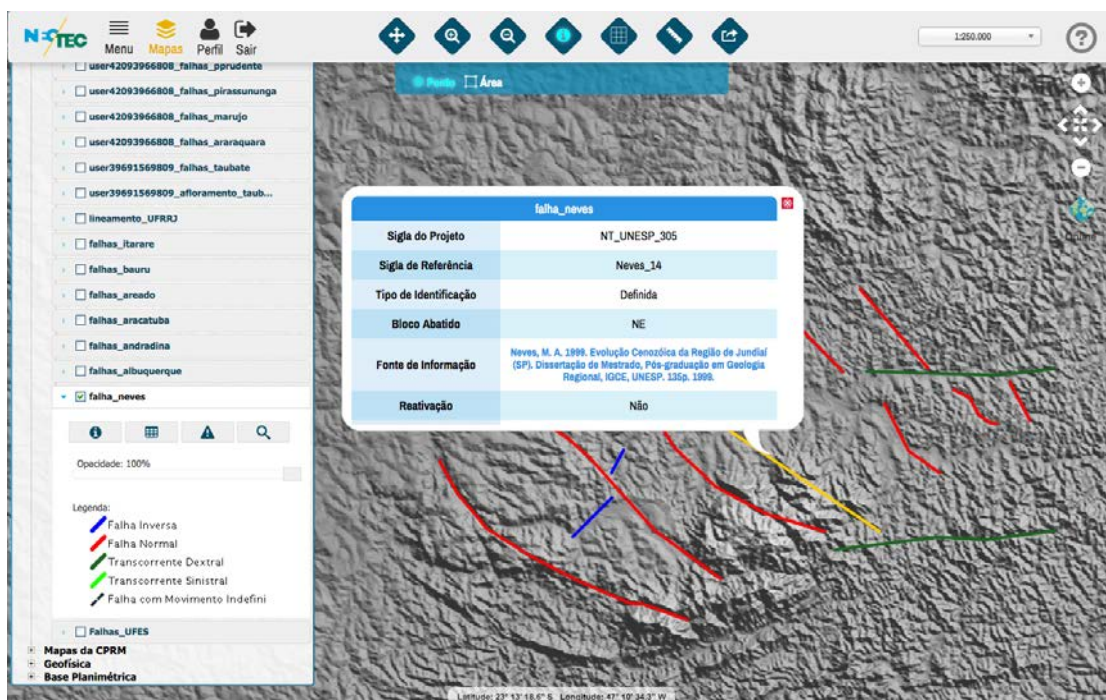 NEOTEC
Menu
Mapas
Perfil
Sair
1:250.000
?
Ponto
Área
user42093966808_falhas_pprudente
user42093966808_falhas_pirassununga
user42093966808_falhas_marujo
user42093966808_falhas_araraquara
user39691569809_falhas_taubate
user39691569809_afloramento_taub...
lineamento_UFRRJ
falhas_itarare
falhas_bauru
falhas_areado
falhas_aracatuba
falhas_andradina
falhas_albuquerque
falha_neves
Opacidade: 100%
Legenda:
Falha Inversa
Falha Normal
Transcorrente Dextral
Transcorrente Sinistral
Falha com Movimento Indefini
Falhas_UFES
Mapas da CPRM
Geofísica
Base Planimétrica
falha_neves
Sigla do Projeto NT_UNESP_305
Sigla de Referência Neves_14
Tipo de Identificação Definida
Bloco Abatido NE
Fonte de Informação
Neves, M. A. 1999. Evolução Cenozóica da Região de Jundiaí
(SP). Dissertação de Mestrado, Pós-graduação em Geologia
Regional, IGCE, UNESP. 135p. 1999.
Reativação Não
Online
Latitude: 23° 13' 18.6" S Longitude: 47° 10' 34.3" W